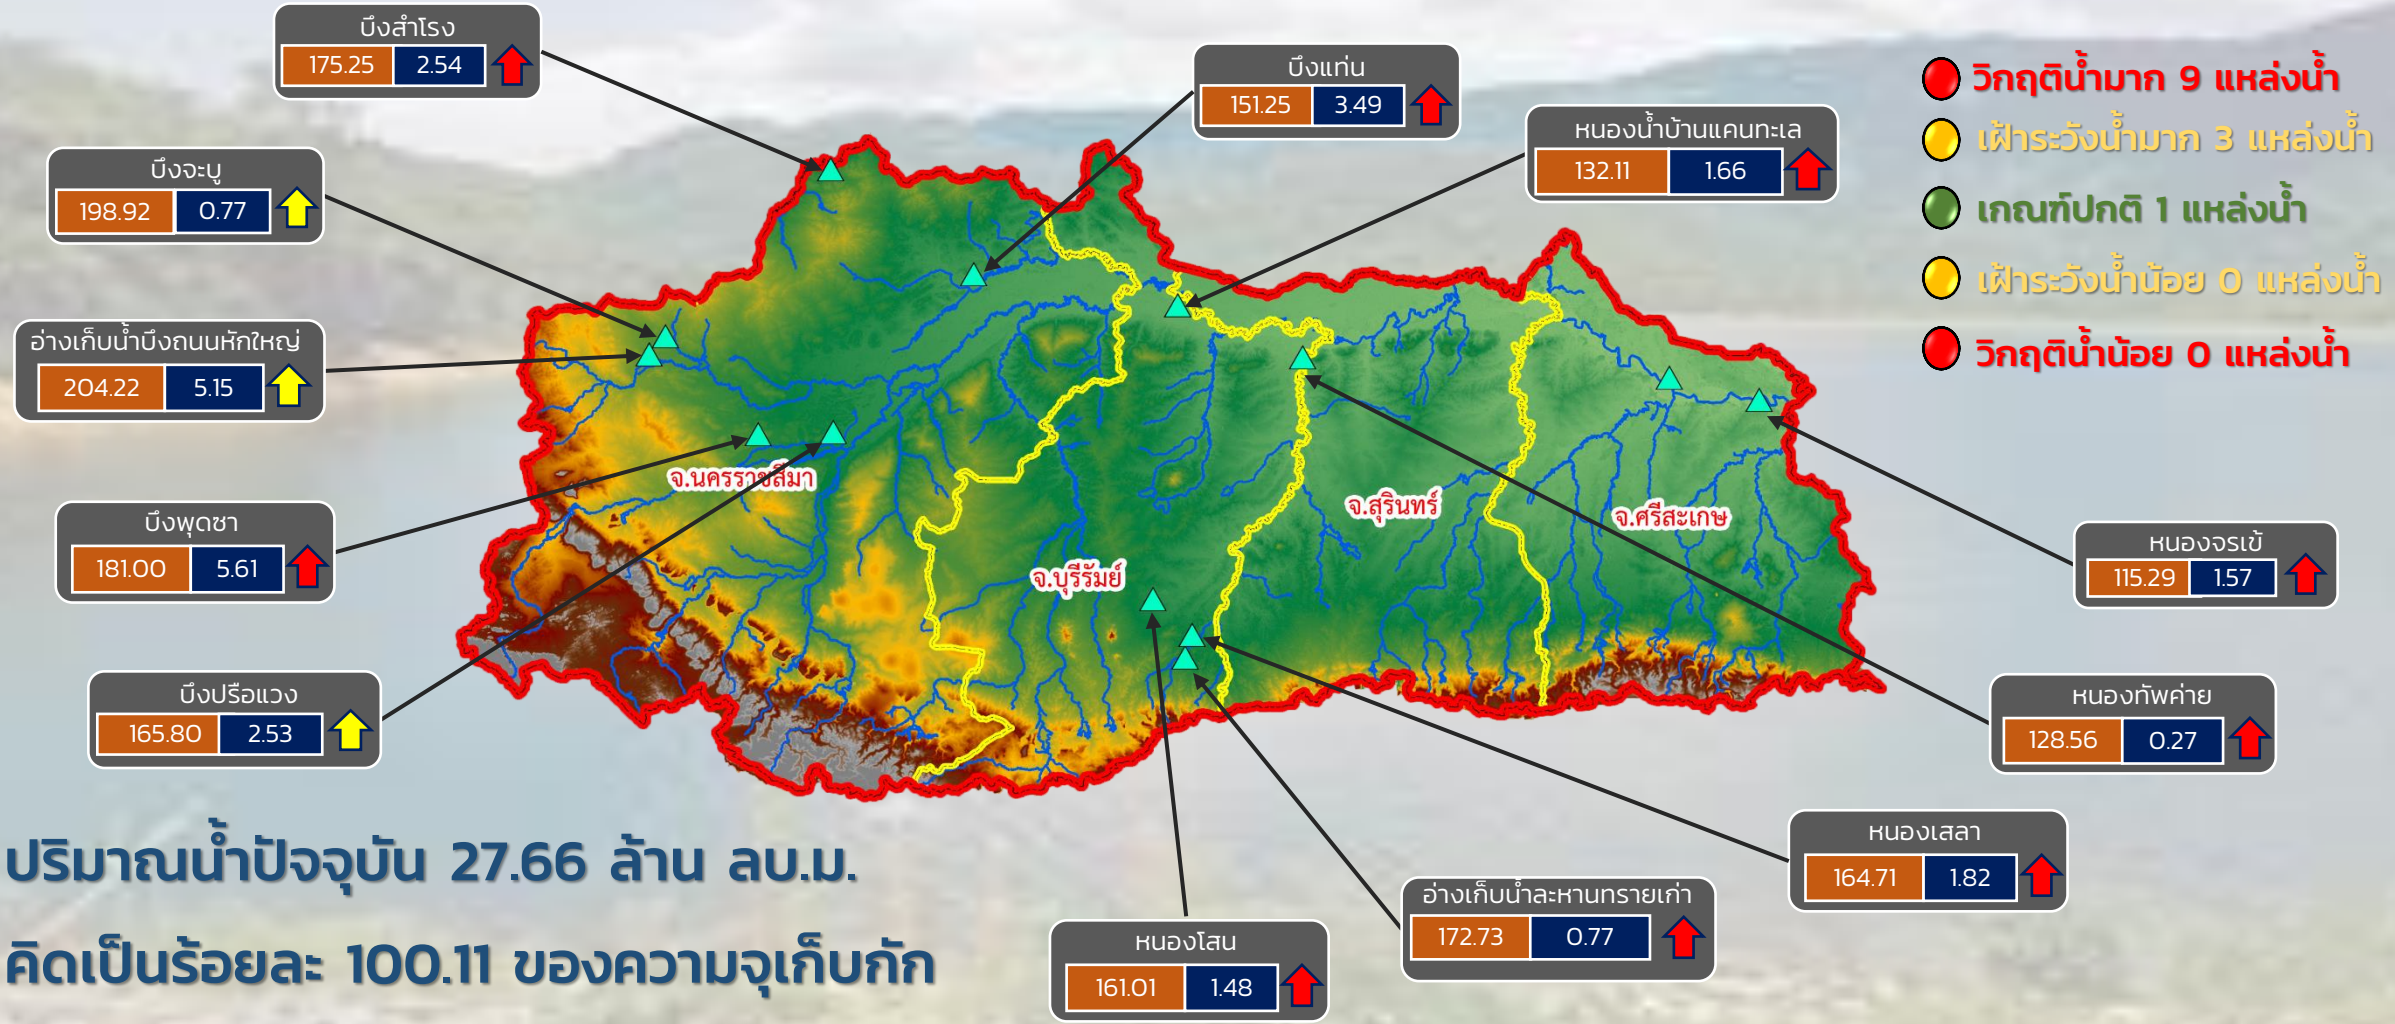 บึงสำโรง
175.25 2.54
บึงแท่น
151.25 3.49
หนองน้ำบ้านแคนทะเล
132.11 1.66
วิกฤติน้ำมาก 9 แหล่งน้ำ
เฝ้าระวังน้ำมาก 3 แหล่งน้ำ
เกณฑ์ปกติ 1 แหล่งน้ำ
เฝ้าระวังน้ำน้อย 0 แหล่งน้ำ
วิกฤติน้ำน้อย 0 แหล่งน้ำ
บึงจะบู
198.92 0.77
อ่างเก็บน้ำบึงถนนหักใหญ่
204.22 5.15
บึงพุดซา
181.00 5.61
บึงปรือแวง
165.80 2.53
จ.นครราชสีมา
จ.บุรีรัมย์
จ.สุรินทร์
จ.ศรีสะเกษ
หนองจรเข้
115.29 1.57
หนองทัพค่าย
128.56 0.27
หนองเสลา
164.71 1.82
อ่างเก็บน้ำละหานทรายเก่า
172.73 0.77
หนองโสน
161.01 1.48
ปริมาณน้ำปัจจุบัน 27.66 ล้าน ลบ.ม.
คิดเป็นร้อยละ 100.11 ของความจุเก็บกัก